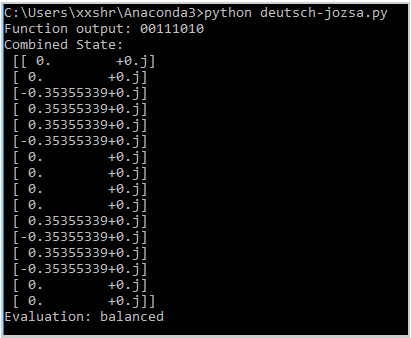 C:\Users\xxshr\Anaconda3>python deutsch-jozsa.py
Function output: 00111010
Combined State:
 [[ 0.        +0.j]
 [ 0.        +0.j]
 [-0.35355339+0.j]
 [ 0.35355339+0.j]
 [ 0.35355339+0.j]
 [-0.35355339+0.j]
 [ 0.        +0.j]
 [ 0.        +0.j]
 [ 0.        +0.j]
 [ 0.        +0.j]
 [ 0.35355339+0.j]
 [-0.35355339+0.j]
 [ 0.35355339+0.j]
 [-0.35355339+0.j]
 [ 0.        +0.j]
 [ 0.        +0.j]]
Evaluation: balanced